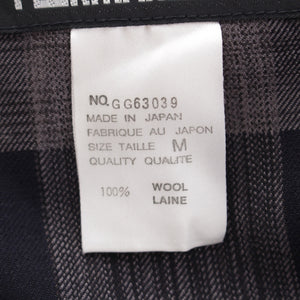 NO. GG63039
MADE IN JAPAN
FABRIQUE AU JAPON
SIZE TAILLE M
QUALITY QUALITE
100% WOOL
LAINE